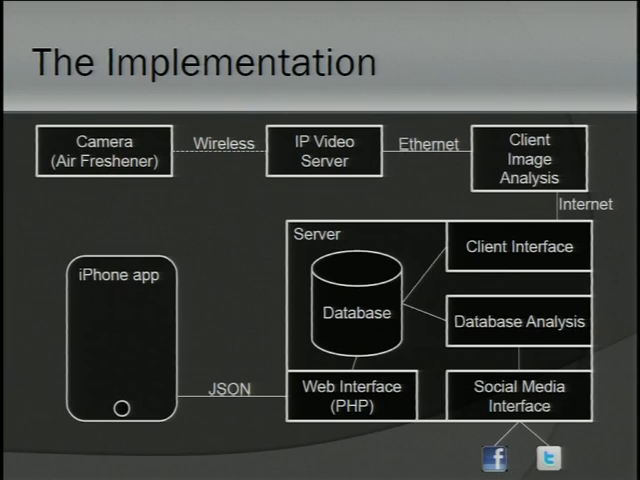 The Implementation
Camera
(Air Freshener)
Wireless
IP Video
Server
Ethernet
Client
Image
Analysis
Internet
Server
Client Interface
iPhone app
Database
Database Analysis
JSON
Web Interface
(PHP)
Social Media
Interface